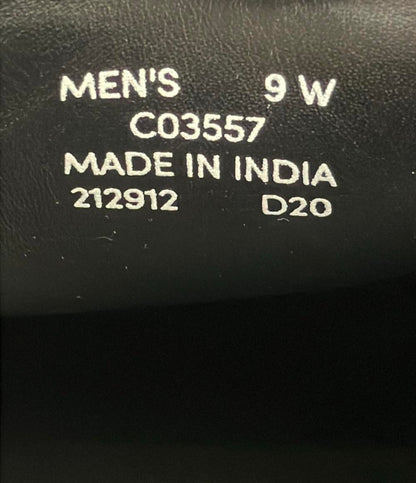 MEN'S 9 W
C03557
MADE IN INDIA
212912 D20